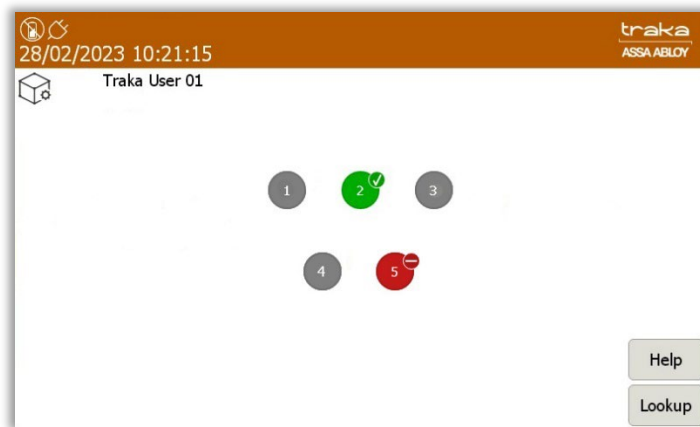 traka
28/02/2023 10:21:15
ASSA ABLOY
Traka User 01
1 2 3
4 5
Help
Lookup